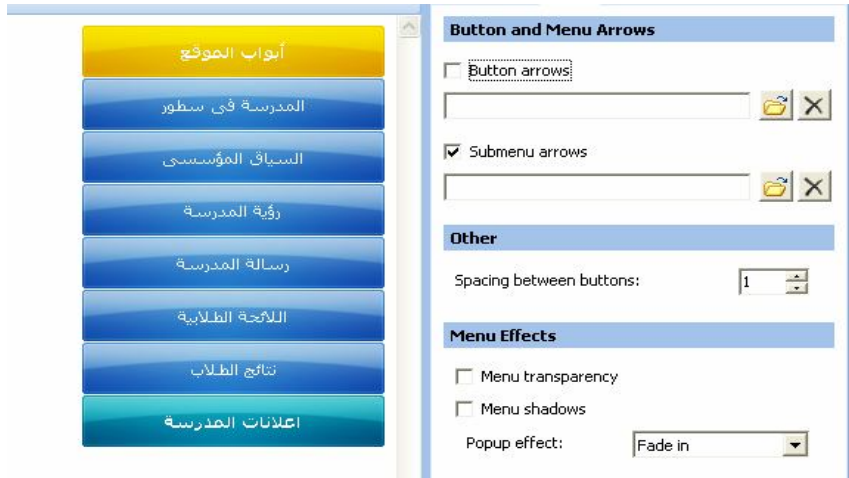 أبواب الموقع
المدرسة فى سطور
السياق المؤسسى
رؤية المدرسة
رسالة المدرسة
اللائحة الطلابية
نتائج الطلاب
اعلانات المدرسة
Button and Menu Arrows
Button arrows
Submenu arrows
Other
Spacing between buttons:
1
Menu Effects
Menu transparency
Menu shadows
Popup effect:
Fade in